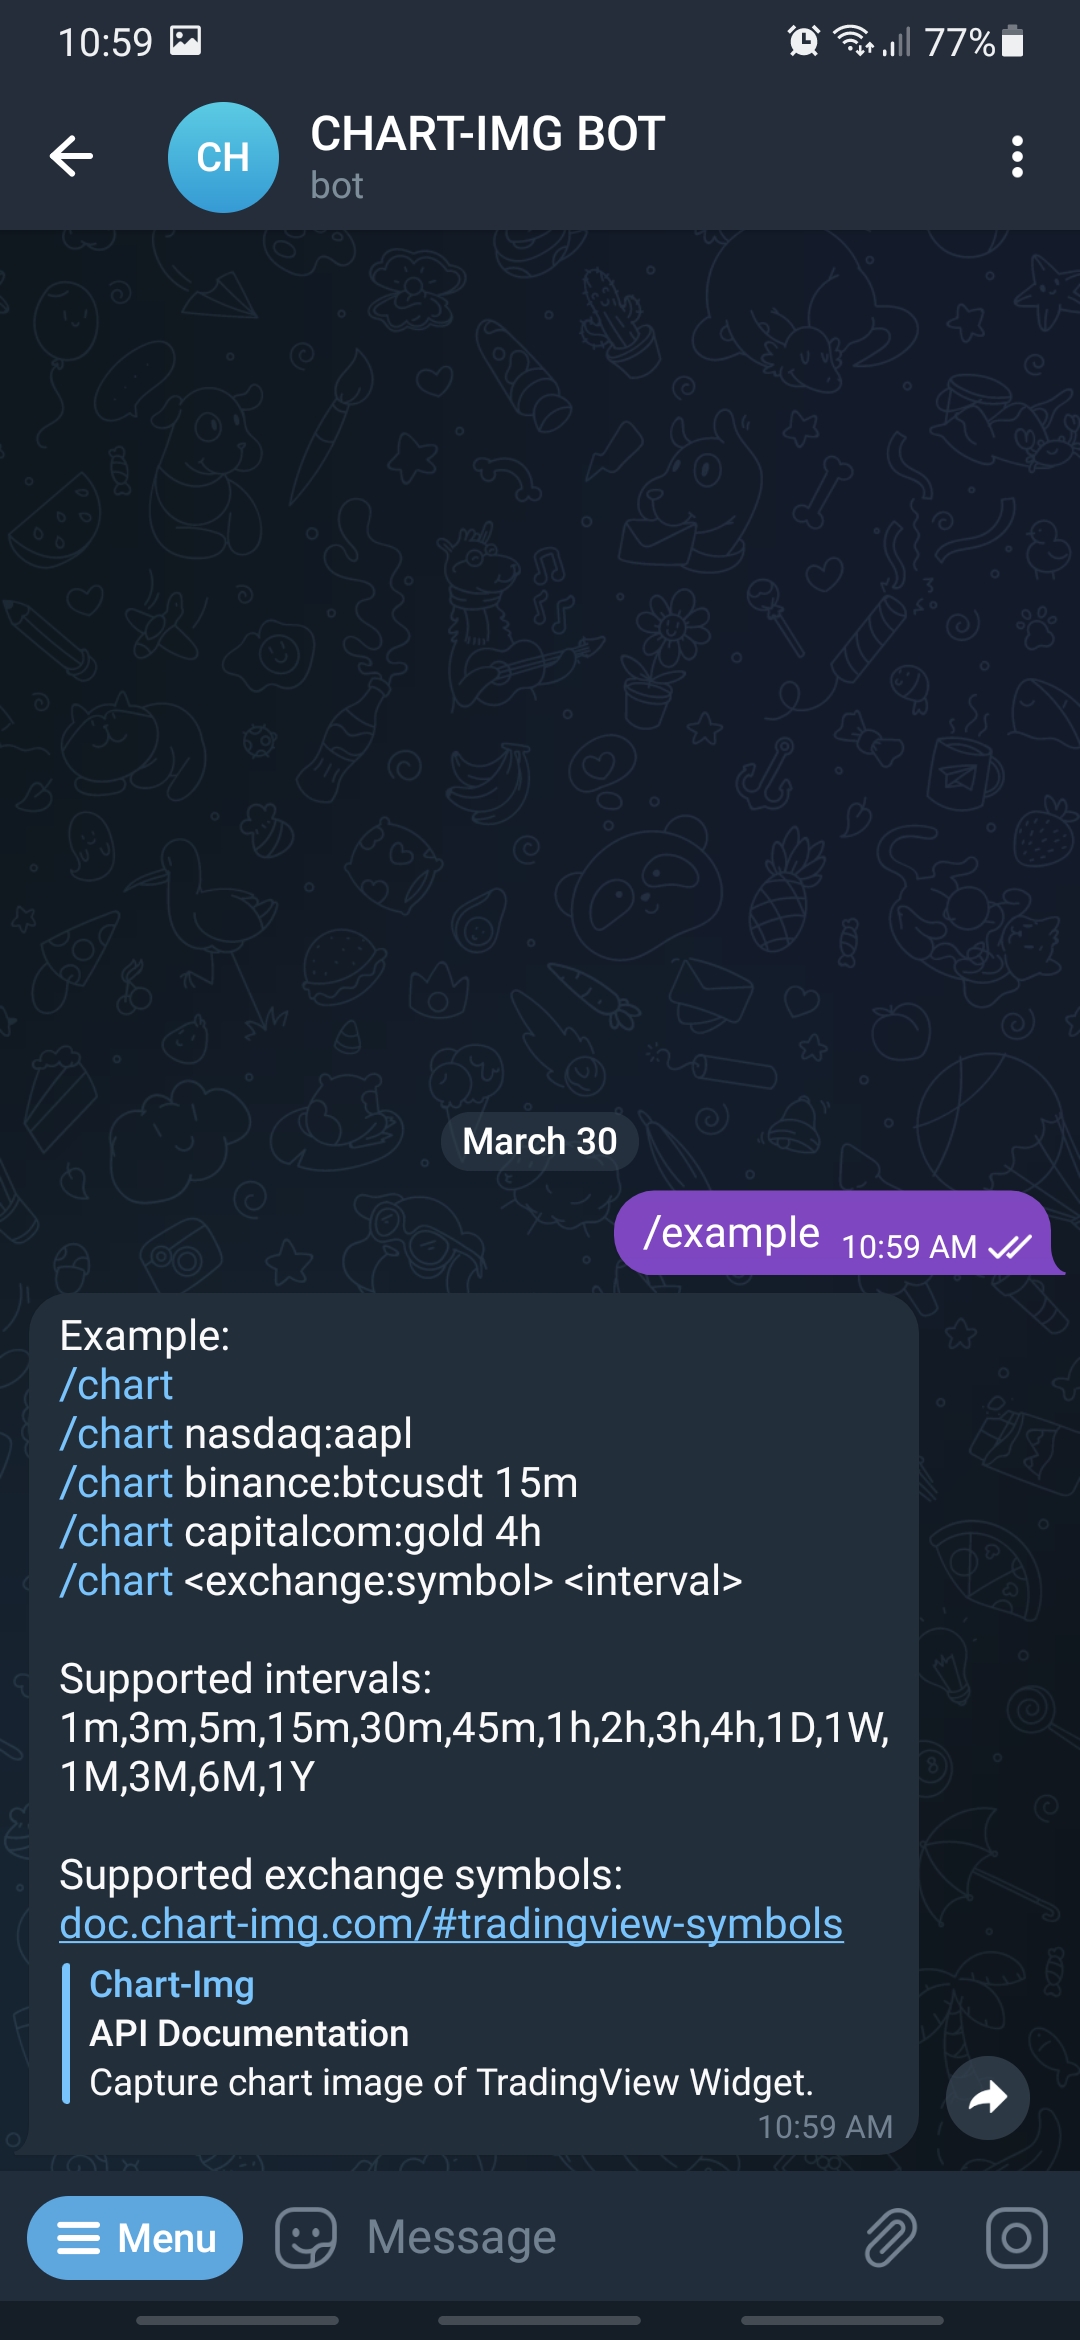 10:59
77%
CH
CHART-IMG BOT
bot
March 30
/example 10:59 AM
Example:
/chart
/chart nasdaq:aapl
/chart binance:btcusdt 15m
/chart capitalcom:gold 4h
/chart <exchange:symbol> <interval>
Supported intervals:
1m,3m,5m,15m,30m,45m,1h,2h,3h,4h,1D,1W,
1M,3M,6M,1Y
Supported exchange symbols:
doc.chart-img.com/#tradingview-symbols
Chart-Img
API Documentation
Capture chart image of TradingView Widget.
10:59 AM
Menu
Message